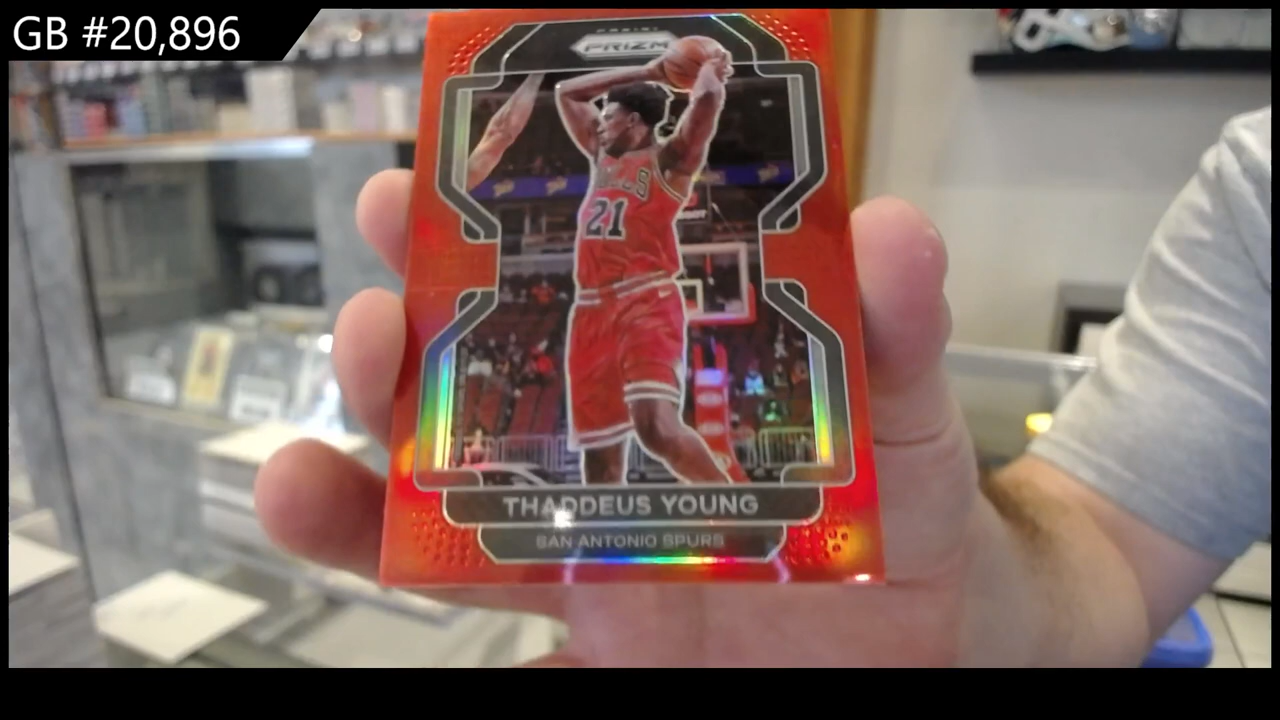 GB #20,896
PANINI
PRIZM
BULLS
21
THADDEUS YOUNG
SAN ANTONIO SPURS